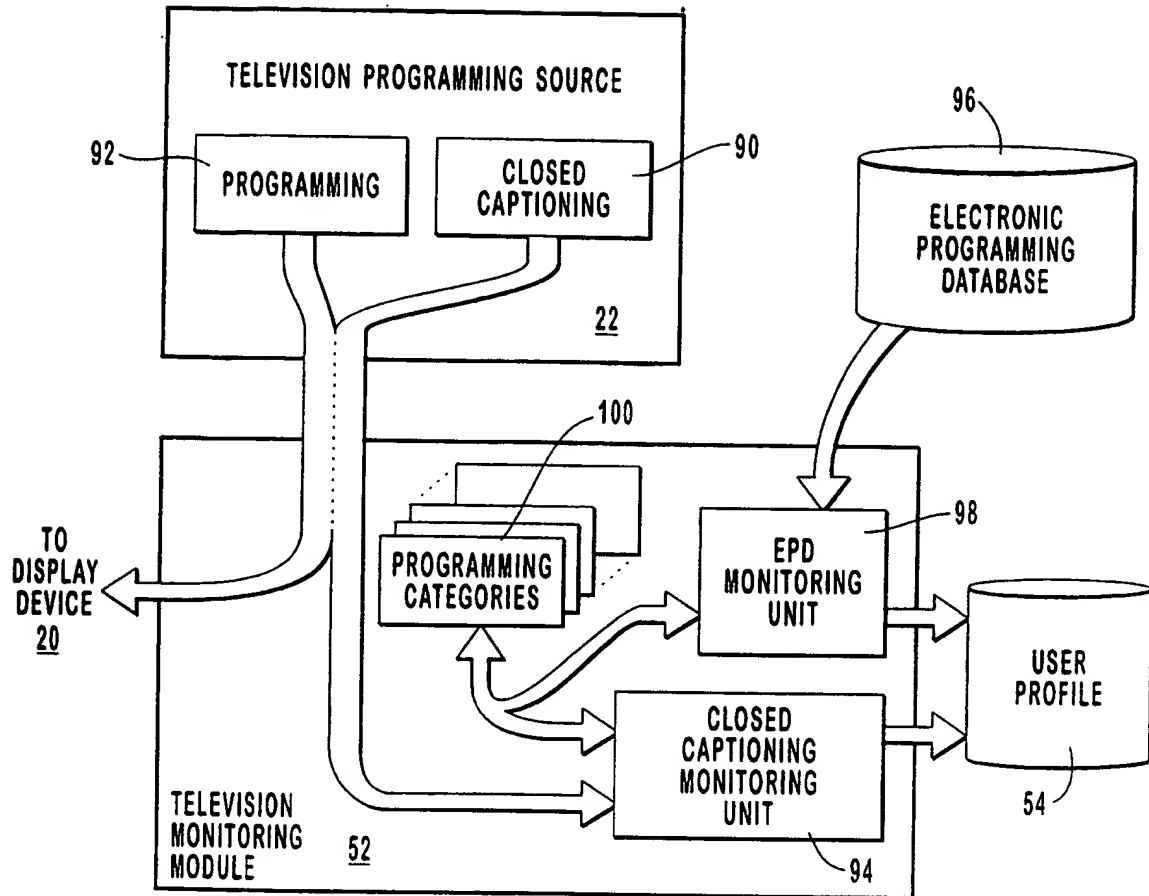 TELEVISION PROGRAMMING SOURCE
92
PROGRAMMING
CLOSED
CAPTIONING
90
22
96
ELECTRONIC
PROGRAMMING
DATABASE
100
PROGRAMMING
CATEGORIES
98
EPD
MONITORING
UNIT
TO
DISPLAY
DEVICE
20
USER
PROFILE
54
CLOSED
CAPTIONING
MONITORING
UNIT
94
TELEVISION
MONITORING
MODULE
52